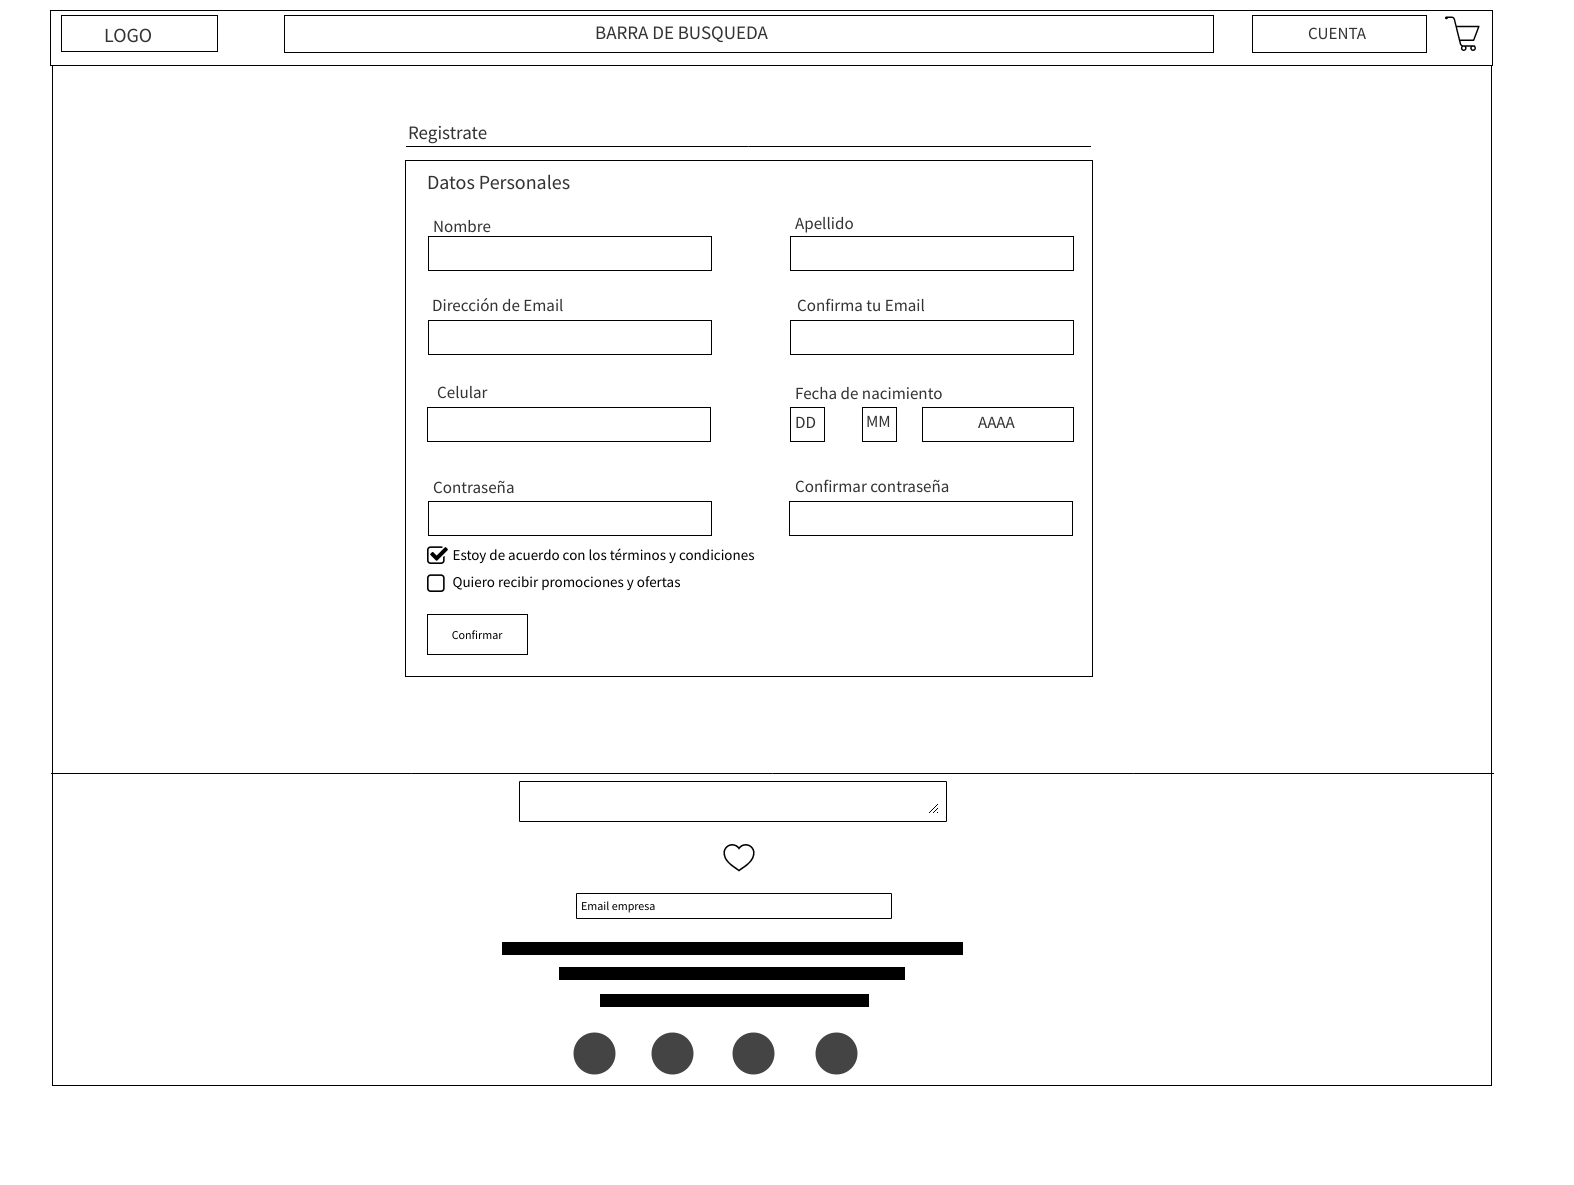 LOGO
BARRA DE BUSQUEDA
CUENTA
Registrate
Datos Personales
Nombre
Apellido
Dirección de Email
Confirma tu Email
Celular
Fecha de nacimiento
DD
MM
AAAA
Contraseña
Confirmar contraseña
Estoy de acuerdo con los términos y condiciones
Quiero recibir promociones y ofertas
Confirmar
Email empresa